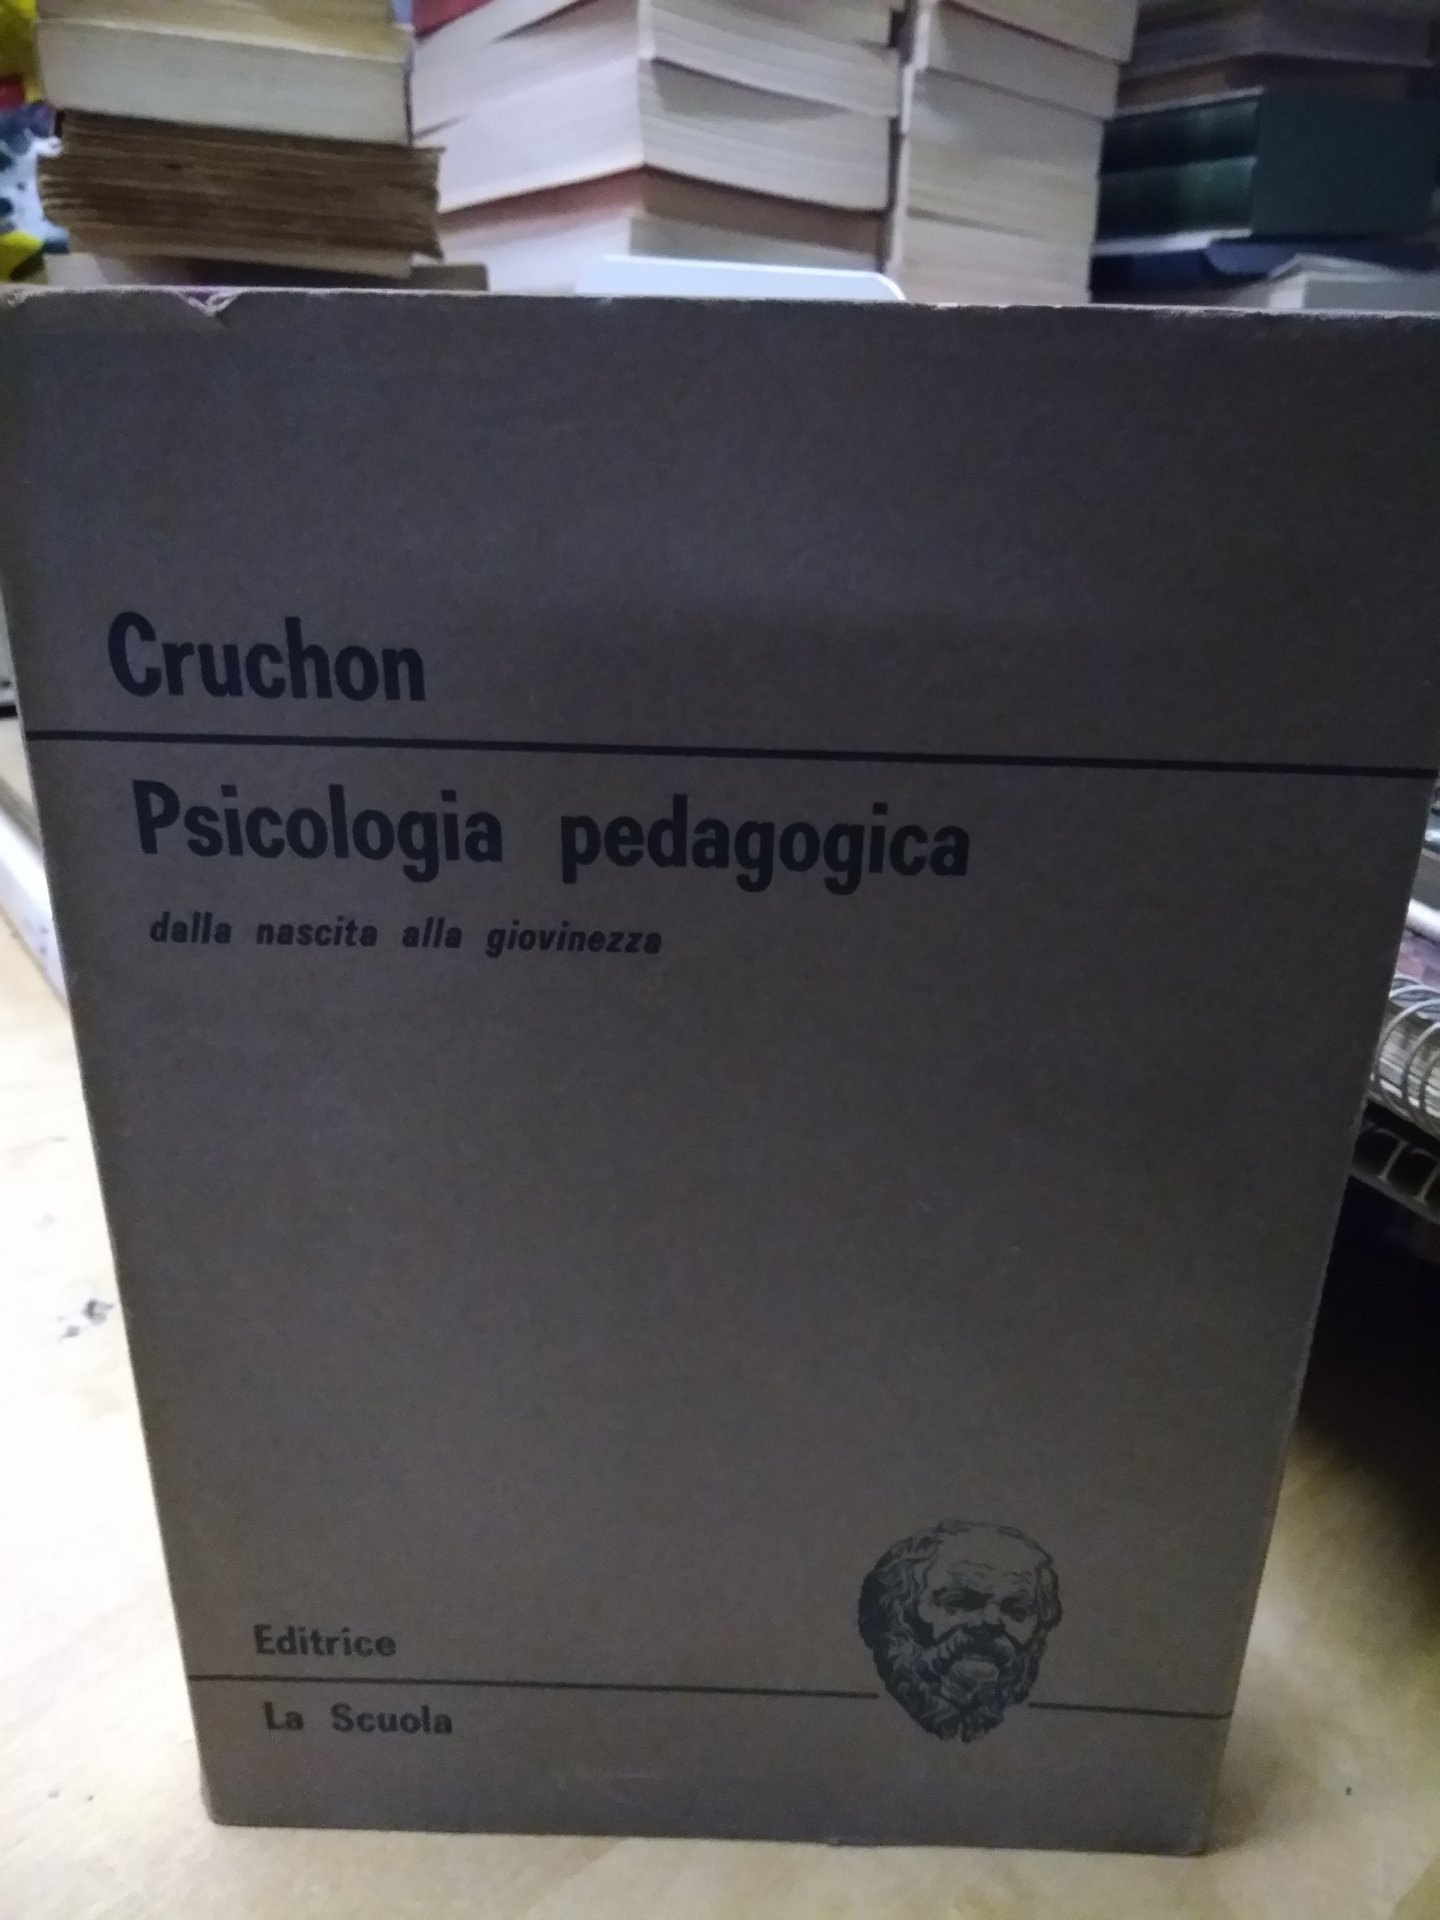 Cruchon
Psicologia pedagogica
dalla nascita alla giovinezza
Editrice
La Scuola